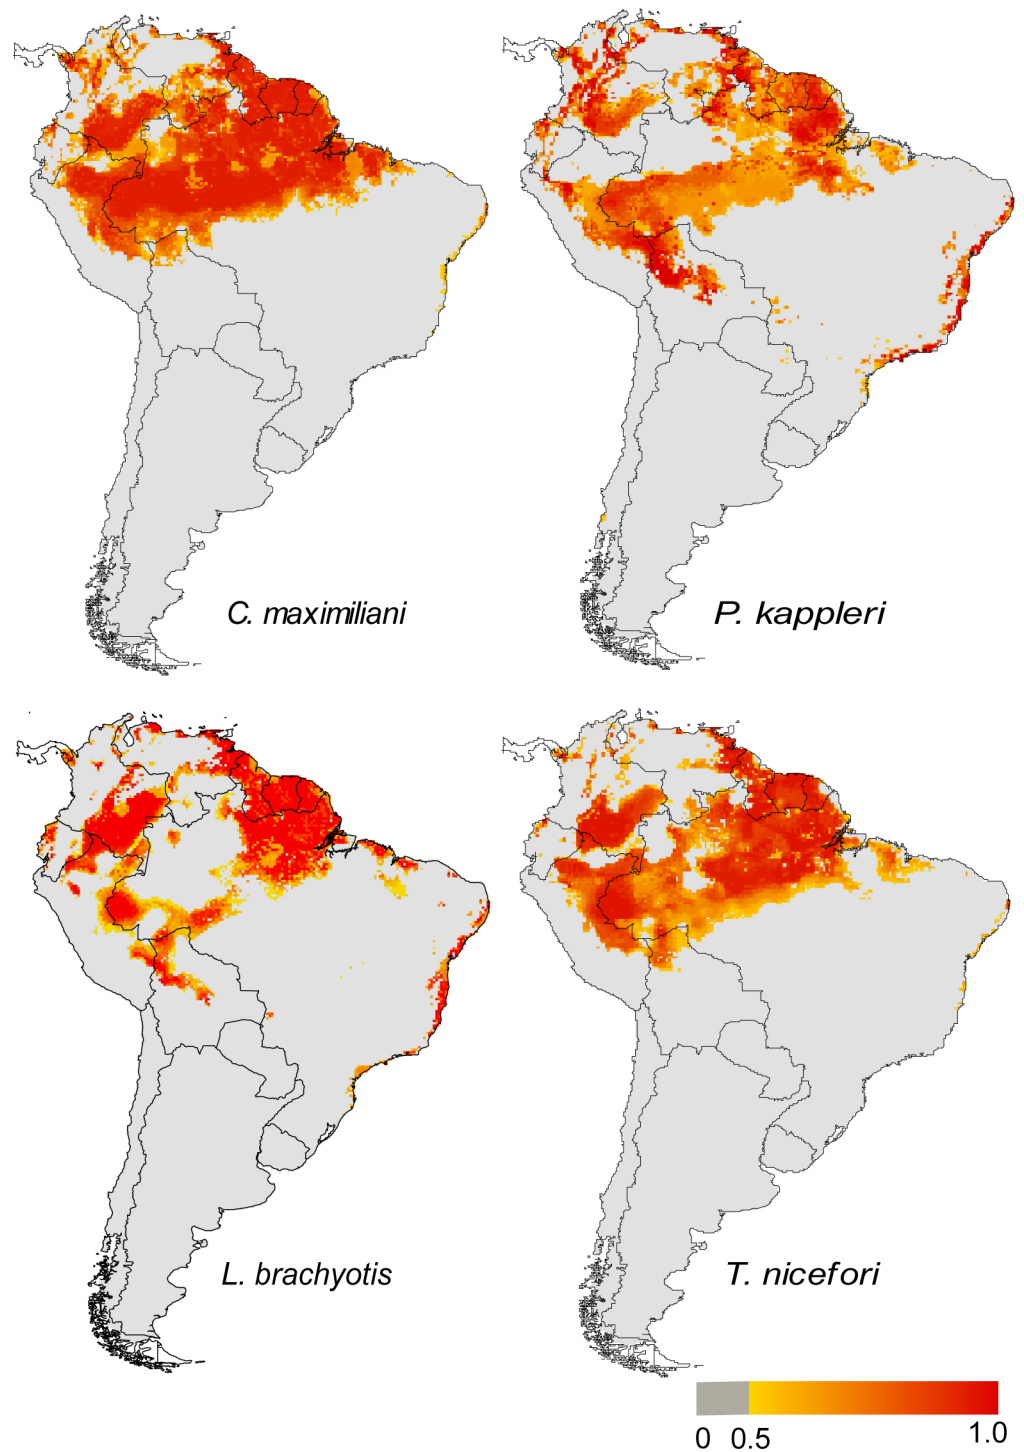 C. maximiliani
P. kappleri
L. brachyotis
T. nicefori
0 0.5 1.0